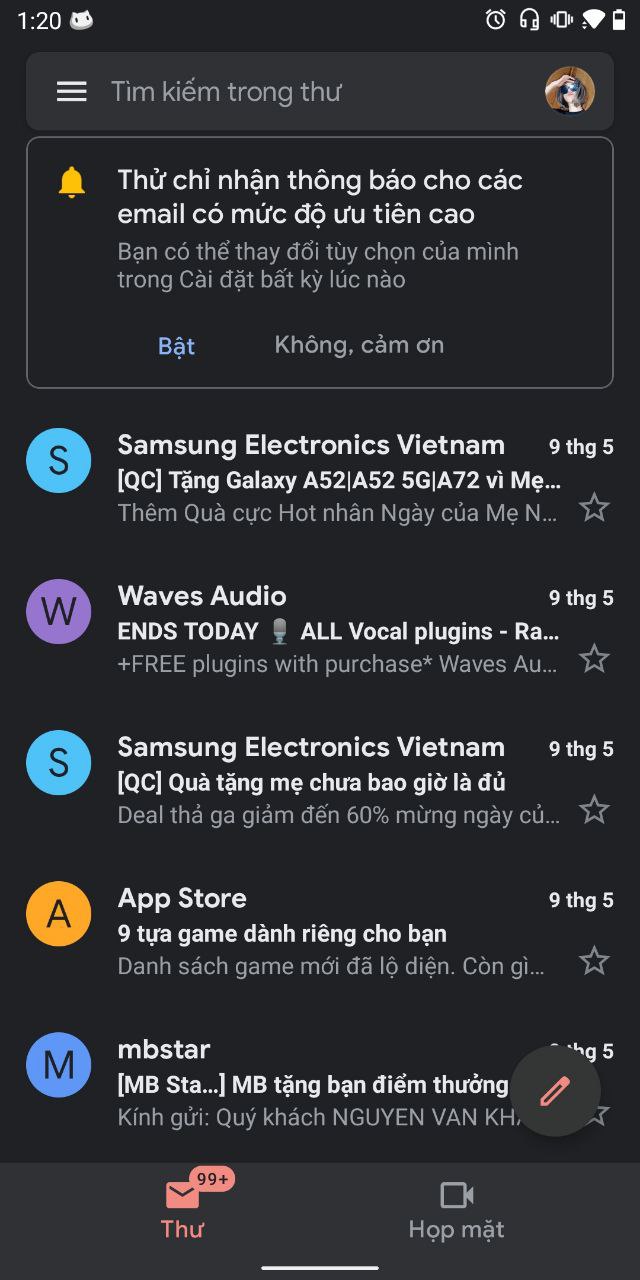 1:20
Tìm kiếm trong thư
Thử chỉ nhận thông báo cho các
email có mức độ ưu tiên cao
Bạn có thể thay đổi tùy chọn của mình
trong Cài đặt bất kỳ lúc nào
Bật
Không, cảm ơn
S
Samsung Electronics Vietnam
9 thg 5
[QC] Tặng Galaxy A52|A52 5G|A72 vì Mẹ...
Thêm Quà cực Hot nhân Ngày của Mẹ N...
W
Waves Audio
9 thg 5
ENDS TODAY 🎙️ ALL Vocal plugins - Ra...
+FREE plugins with purchase* Waves Au...
S
Samsung Electronics Vietnam
9 thg 5
[QC] Quà tặng mẹ chưa bao giờ là đủ
Deal thả ga giảm đến 60% mừng ngày củ...
A
App Store
9 thg 5
9 tựa game dành riêng cho bạn
Danh sách game mới đã lộ diện. Còn gì...
M
mbstar
9 thg 5
[MB Sta...] MB tặng bạn điểm thưởng
Kính gửi: Quý khách NGUYEN VAN
99+
Thư
Họp mặt